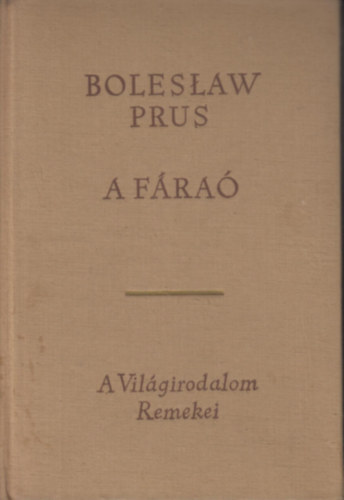 BOLESŁAW
PRUS
A FÁRAÓ
A Világirodalom
Remekei